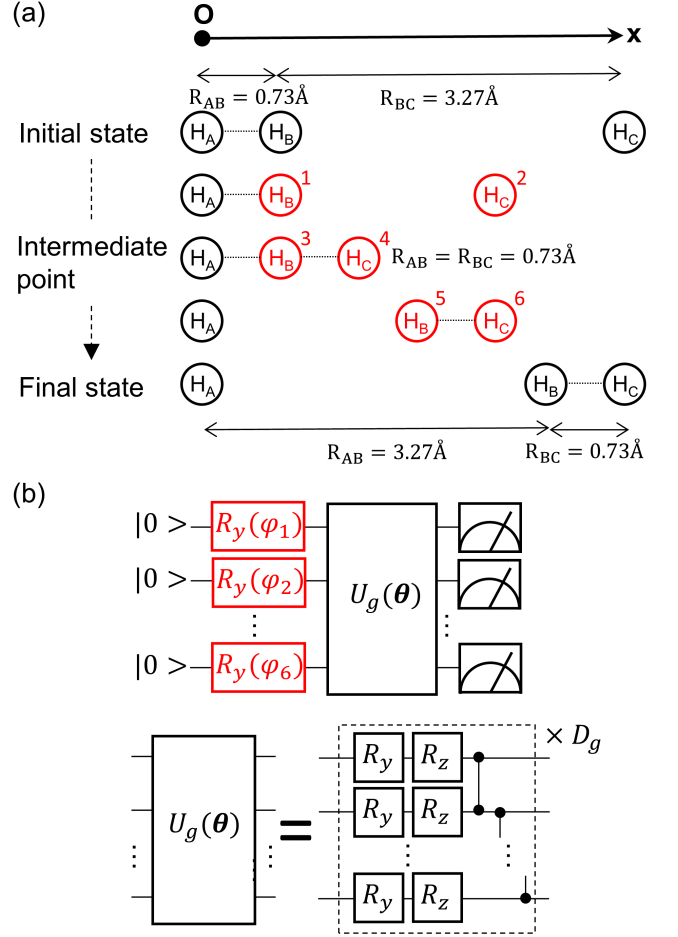 (a)
O
x
R_AB = 0.73Å
R_BC = 3.27Å
Initial state H_A H_B H_C
H_A H_B 1 H_C 2
Intermediate point H_A H_B 3 H_C 4 R_AB = R_BC = 0.73Å
H_A H_B 5 H_C 6
Final state H_A H_B H_C
R_AB = 3.27Å
R_BC = 0.73Å
(b)
|0 > R_y(φ_1)
|0 > R_y(φ_2)
⋮ U_g(θ) ⋮
|0 > R_y(φ_6)
× D_g
R_y R_z
R_y R_z
U_g(θ) =
⋮ ⋮ ⋮ ⋮
R_y R_z